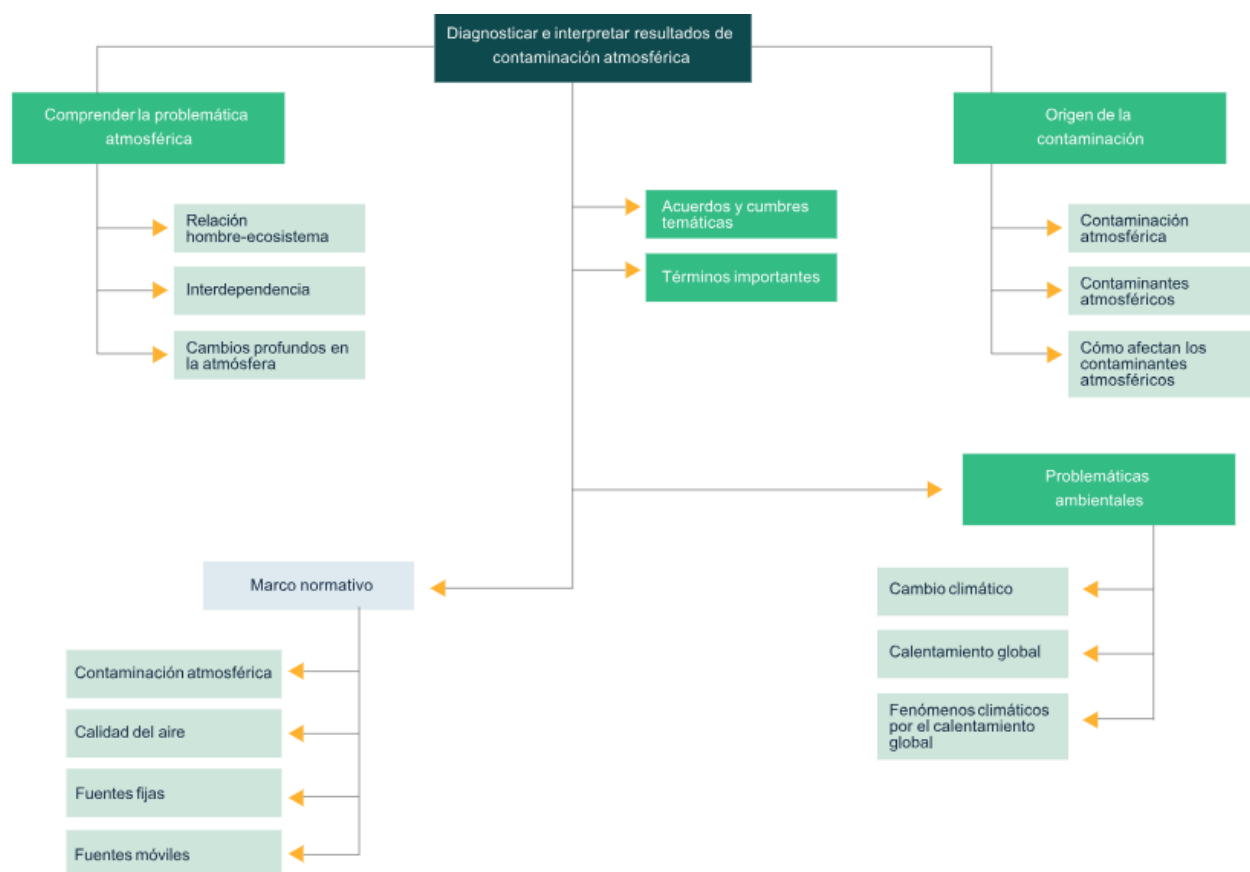 Diagnosticar e interpretar resultados de
contaminación atmosférica
Comprender la problemática
atmosférica
Origen de la
contaminación
Relación
hombre-ecosistema
Interdependencia
Cambios profundos en
la atmósfera
Acuerdos y cumbres
temáticas
Términos importantes
Contaminación
atmosférica
Contaminantes
atmosféricos
Cómo afectan los
contaminantes
atmosféricos
Problemáticas
ambientales
Cambio climático
Calentamiento global
Fenómenos climáticos
por el calentamiento
global
Marco normativo
Contaminación atmosférica
Calidad del aire
Fuentes fijas
Fuentes móviles